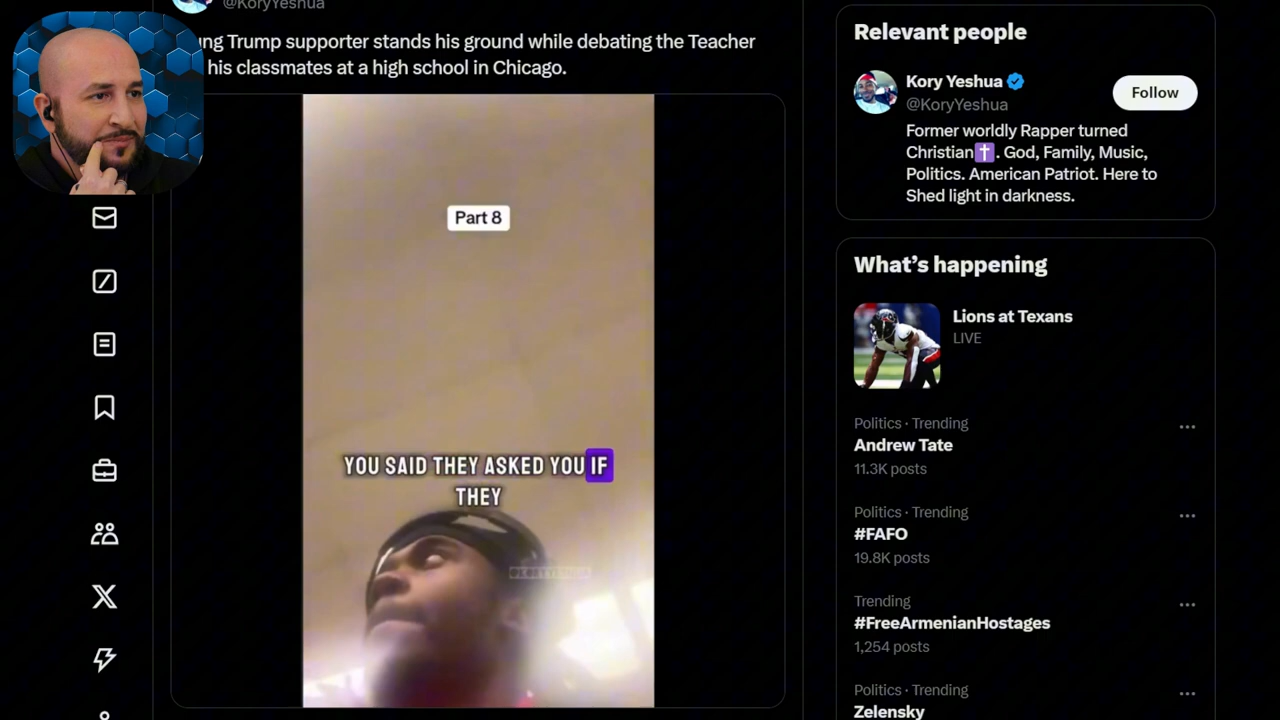 @KoryYeshua
ung Trump supporter stands his ground while debating the Teacher
his classmates at a high school in Chicago.
Part 8
YOU SAID THEY ASKED YOU IF
THEY
@KORYYESHUA
Relevant people
Kory Yeshua
@KoryYeshua
Follow
Former worldly Rapper turned
Christian✝️. God, Family, Music,
Politics. American Patriot. Here to
Shed light in darkness.
What’s happening
Lions at Texans
LIVE
Politics · Trending
Andrew Tate
11.3K posts
Politics · Trending
#FAFO
19.8K posts
Trending
#FreeArmenianHostages
1,254 posts
Politics · Trending
Zelensky